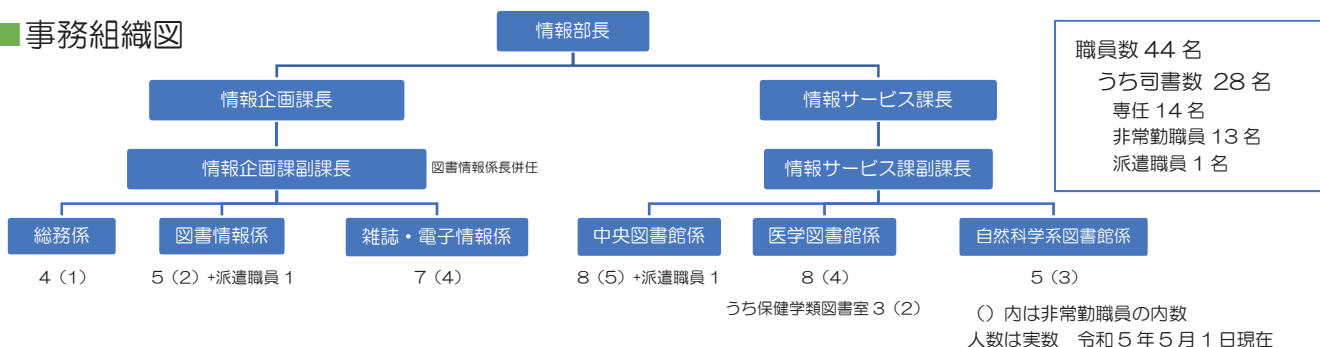 ■事務組織図
情報部長
職員数 44 名
うち司書数 28 名
専任 14 名
非常勤職員 13 名
派遣職員 1 名
情報企画課長
情報サービス課長
情報企画課副課長
図書情報係長併任
情報サービス課副課長
総務係
図書情報係
雑誌・電子情報係
中央図書館係
医学図書館係
自然科学系図書館係
4（1）
5（2）+派遣職員 1
7（4）
8（5）+派遣職員 1
8（4）
5（3）
うち保健学類図書室 3（2）
（）内は非常勤職員の内数
人数は実数　令和５年５月１日現在